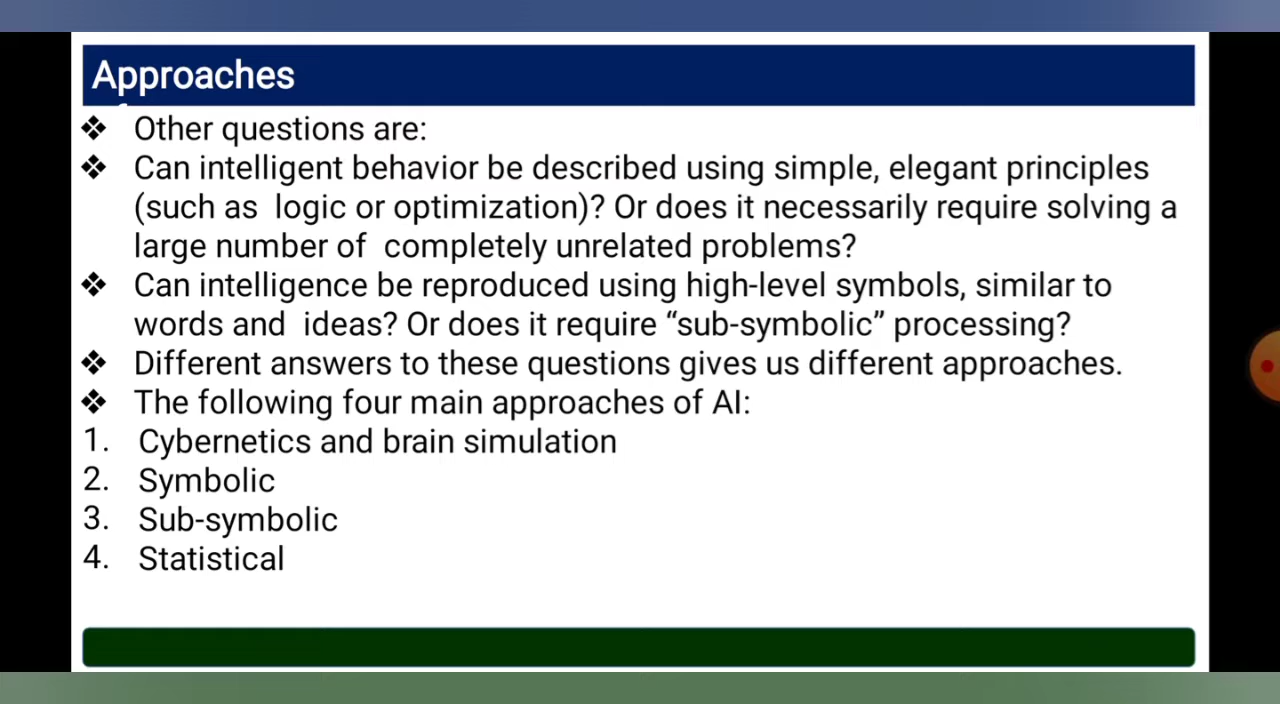 Approaches
❖ Other questions are:
❖ Can intelligent behavior be described using simple, elegant principles
(such as logic or optimization)? Or does it necessarily require solving a
large number of completely unrelated problems?
❖ Can intelligence be reproduced using high-level symbols, similar to
words and ideas? Or does it require “sub-symbolic” processing?
❖ Different answers to these questions gives us different approaches.
❖ The following four main approaches of AI:
1. Cybernetics and brain simulation
2. Symbolic
3. Sub-symbolic
4. Statistical